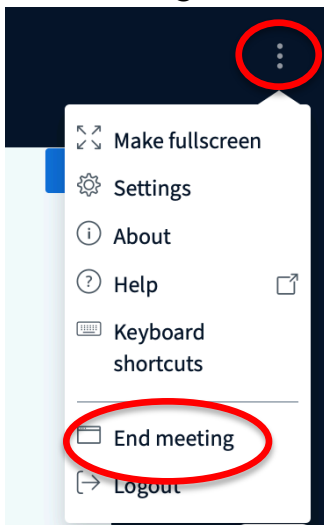 Make fullscreen
Settings
About
Help
Keyboard
shortcuts
End meeting
Logout